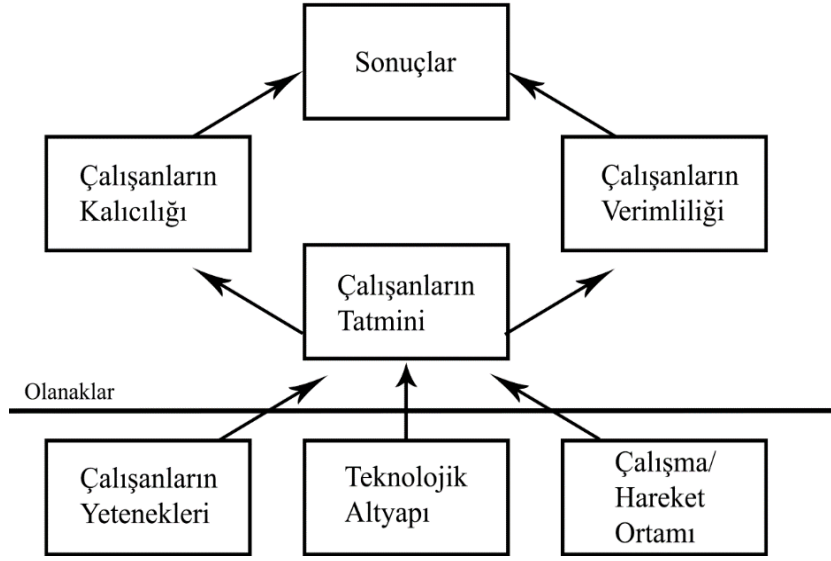 Sonuçlar
Çalışanların
Kalıcılığı
Çalışanların
Verimliliği
Çalışanların
Tatmini
Olanaklar
Çalışanların
Yetenekleri
Teknolojik
Altyapı
Çalışma/
Hareket
Ortamı